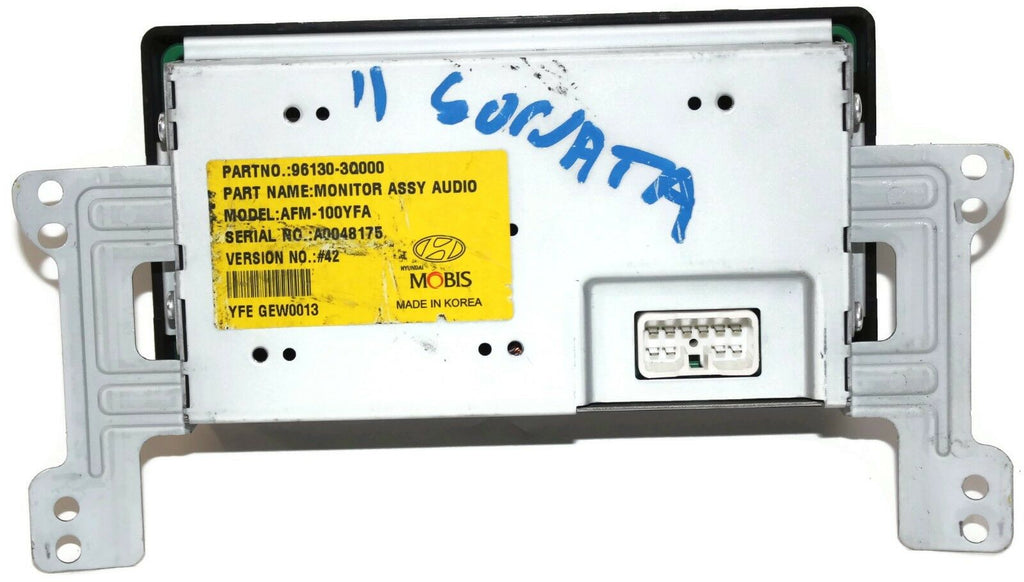 11 SONATA
PARTNO.:96130-3Q000
PART NAME:MONITOR ASSY AUDIO
MODEL:AFM-100YFA
SERIAL NO.:A0048175
VERSION NO.:#42
HYUNDAI
MOBIS
MADE IN KOREA
YFE GEW0013